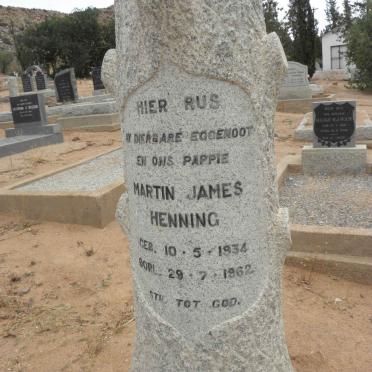 HIER RUS
MY DIERBARE EGGENOOT
EN ONS PAPPIE
MARTIN JAMES
HENNING
GEB. 10 · 5 · 1934
OORL. 29 · 7 · 1962.
TOT GOD.